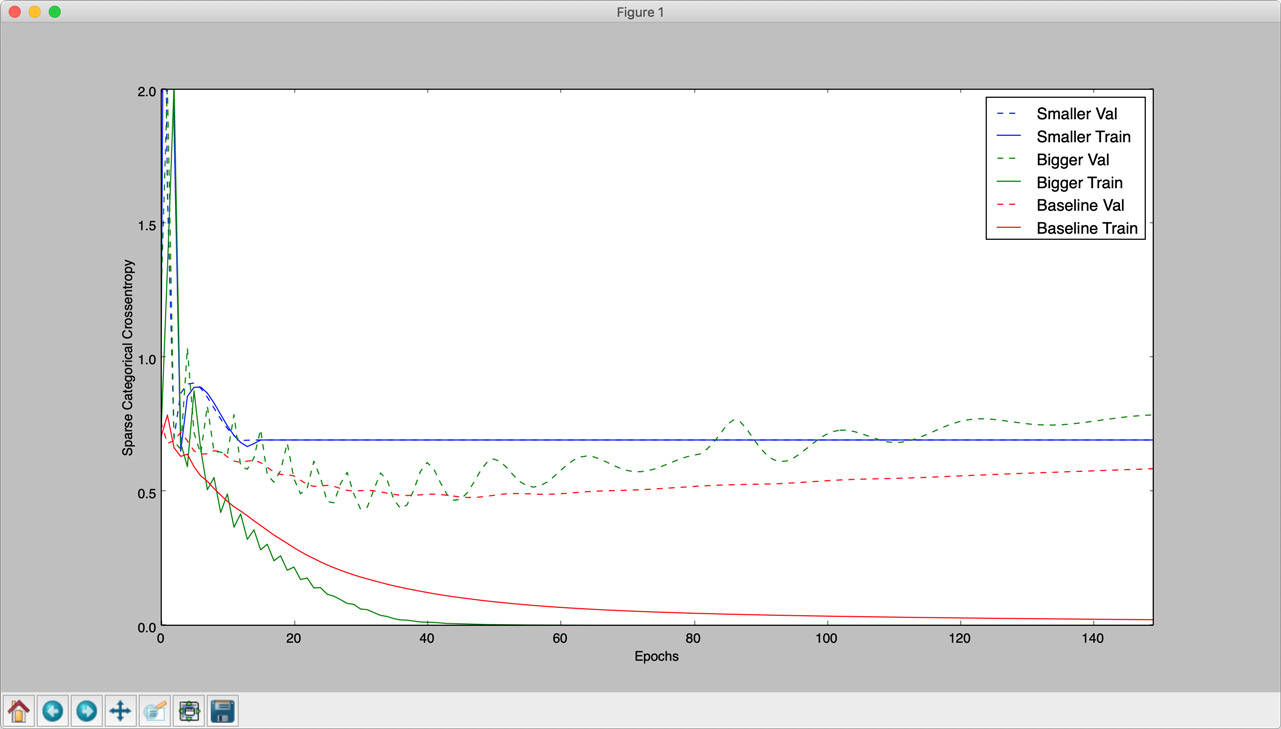 Figure 1
2.0
1.5
1.0
0.5
0.0
Sparse Categorical Crossentropy
0 20 40 60 80 100 120 140
Epochs
Smaller Val
Smaller Train
Bigger Val
Bigger Train
Baseline Val
Baseline Train